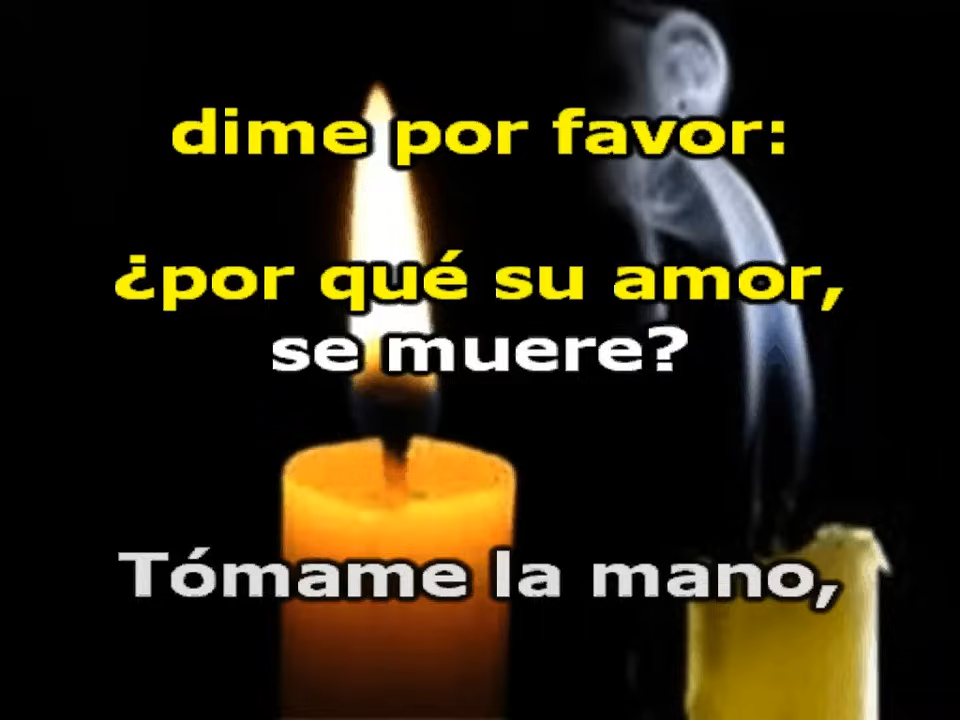 dime por favor:
¿por qué su amor,
se muere?
Tómame la mano,